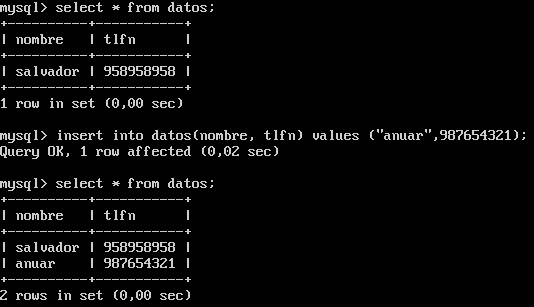 mysql> select * from datos;
+----------+-----------+
| nombre   | tlfn      |
+----------+-----------+
| salvador | 958958958 |
+----------+-----------+
1 row in set (0,00 sec)

mysql> insert into datos(nombre, tlfn) values ("anuar",987654321);
Query OK, 1 row affected (0,02 sec)

mysql> select * from datos;
+----------+-----------+
| nombre   | tlfn      |
+----------+-----------+
| salvador | 958958958 |
| anuar    | 987654321 |
+----------+-----------+
2 rows in set (0,00 sec)